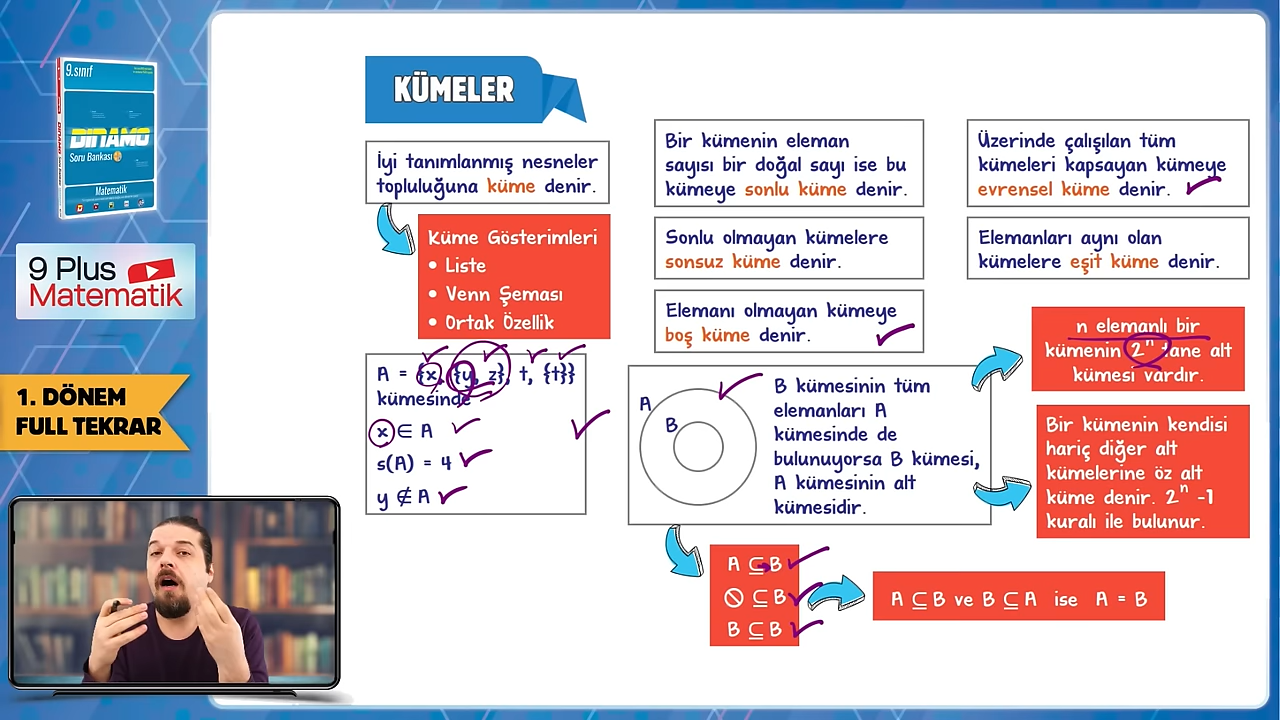 9.sınıf
DINAMO
Soru Bankası
Matematik
9 Plus
Matematik
1. DÖNEM
FULL TEKRAR
KÜMELER
İyi tanımlanmış nesneler
topluluğuna küme denir.
Küme Gösterimleri
• Liste
• Venn Şeması
• Ortak Özellik
A = {x, {y, z}, t, {t}}
kümesinde
x ∈ A
s(A) = 4
y ∉ A
Bir kümenin eleman
sayısı bir doğal sayı ise bu
kümeye sonlu küme denir.
Sonlu olmayan kümelere
sonsuz küme denir.
Elemanı olmayan kümeye
boş küme denir.
A
B
B kümesinin tüm
elemanları A
kümesinde de
bulunuyorsa B kümesi,
A kümesinin alt
kümesidir.
A ⊆ B
∅ ⊆ B
B ⊆ B
A ⊆ B ve B ⊆ A ise A = B
Üzerinde çalışılan tüm
kümeleri kapsayan kümeye
evrensel küme denir.
Elemanları aynı olan
kümelere eşit küme denir.
n elemanlı bir
kümenin 2ⁿ tane alt
kümesi vardır.
Bir kümenin kendisi
hariç diğer alt
kümelerine öz alt
küme denir. 2ⁿ -1
kuralı ile bulunur.